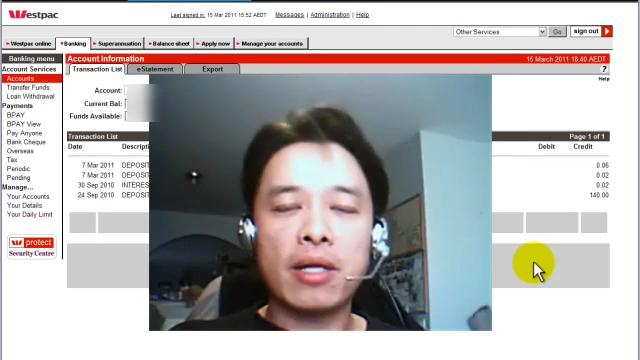 Westpac
Last signed in: 15 Mar 2011 15:52 AEDT Messages | Administration | Help
Other Services Go sign out
Westpac online Banking Superannuation Balance sheet Apply now Manage your accounts
Banking menu Account Information 15 March 2011 18:40 AEDT
Account Services Transaction List eStatement Export ?
Accounts Help
Transfer Funds
Loan Withdrawal Account:
Payments Current Bal:
BPAY Funds Available:
BPAY View
Pay Anyone
Bank Cheque Transaction List Page 1 of 1
Overseas Date Debit Credit
Tax
Periodic 7 Mar 2011 DEPOSIT 0.06
Pending 7 Mar 2011 DEPOSIT 0.02
Manage... 30 Sep 2010 0.02
Your Accounts 24 Sep 2010 DEPOSIT 140.00
Your Details
Your Daily Limit
protect
Security Centre